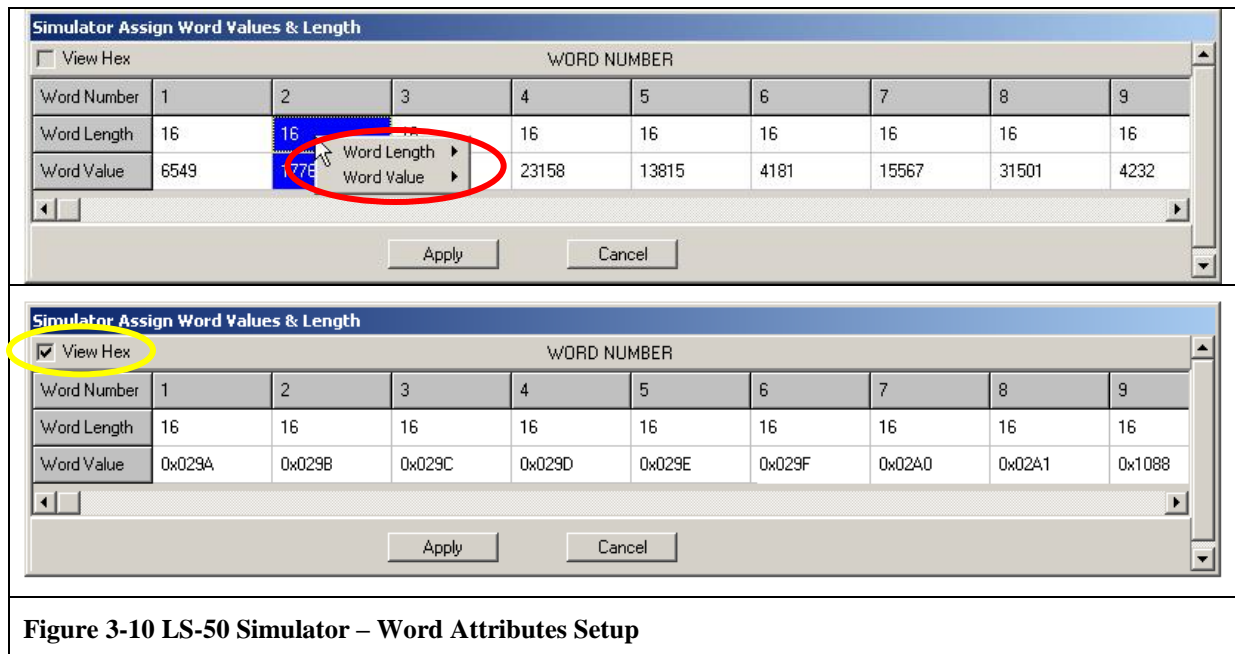 Simulator Assign Word Values & Length
View Hex WORD NUMBER
Word Number 1 2 3 4 5 6 7 8 9
Word Length 16 16 16 16 16 16 16 16
Word Value 6549 23158 13815 4181 15567 31501 4232
Word Length
Word Value
Apply Cancel
Simulator Assign Word Values & Length
View Hex WORD NUMBER
Word Number 1 2 3 4 5 6 7 8 9
Word Length 16 16 16 16 16 16 16 16 16
Word Value 0x029A 0x029B 0x029C 0x029D 0x029E 0x029F 0x02A0 0x02A1 0x1088
Apply Cancel
Figure 3-10 LS-50 Simulator – Word Attributes Setup